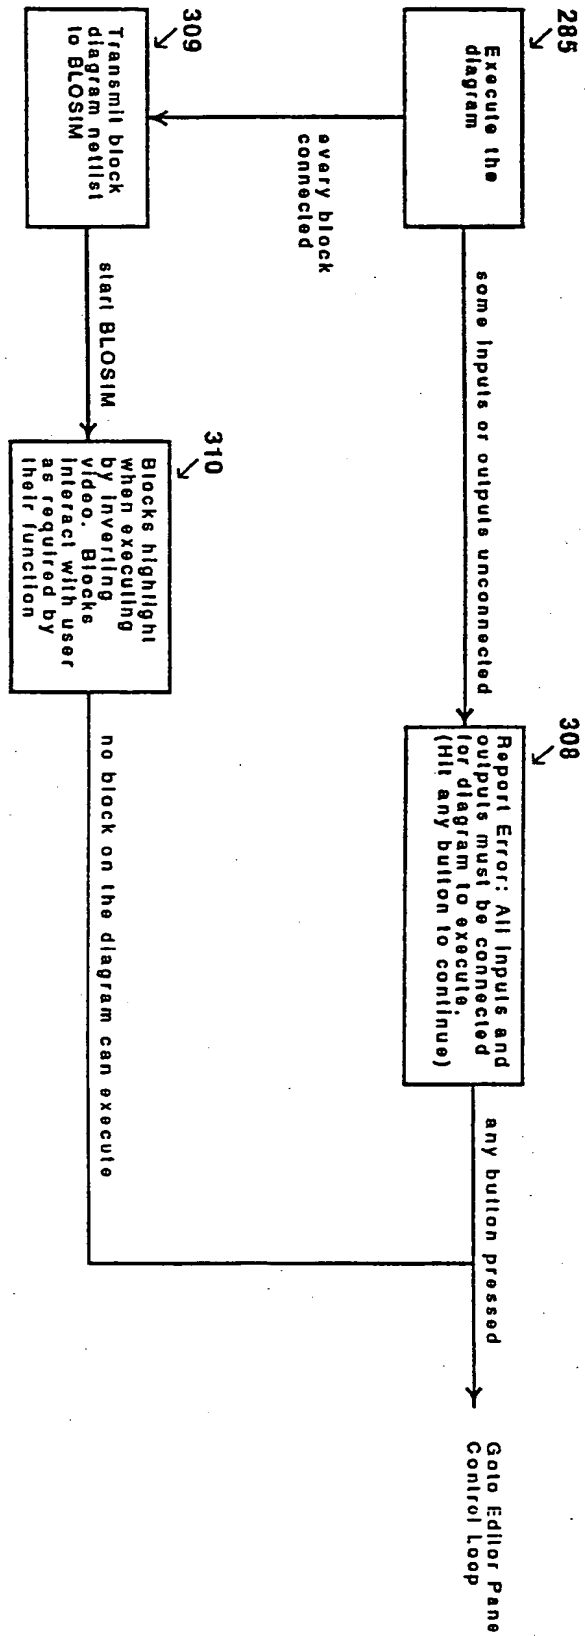 285
Execute the
diagram
some inputs or outputs unconnected
308
Report Error: All inputs and
outputs must be connected
for diagram to execute.
(Hit any button to continue)
any button pressed
Goto Editor Pane
Control Loop
every block
connected
309
Transmit block
diagram netlist
to BLOSIM
start BLOSIM
310
Blocks highlight
when executing
by inverting
video. Blocks
interact with user
as required by
their function
no block on the diagram can execute